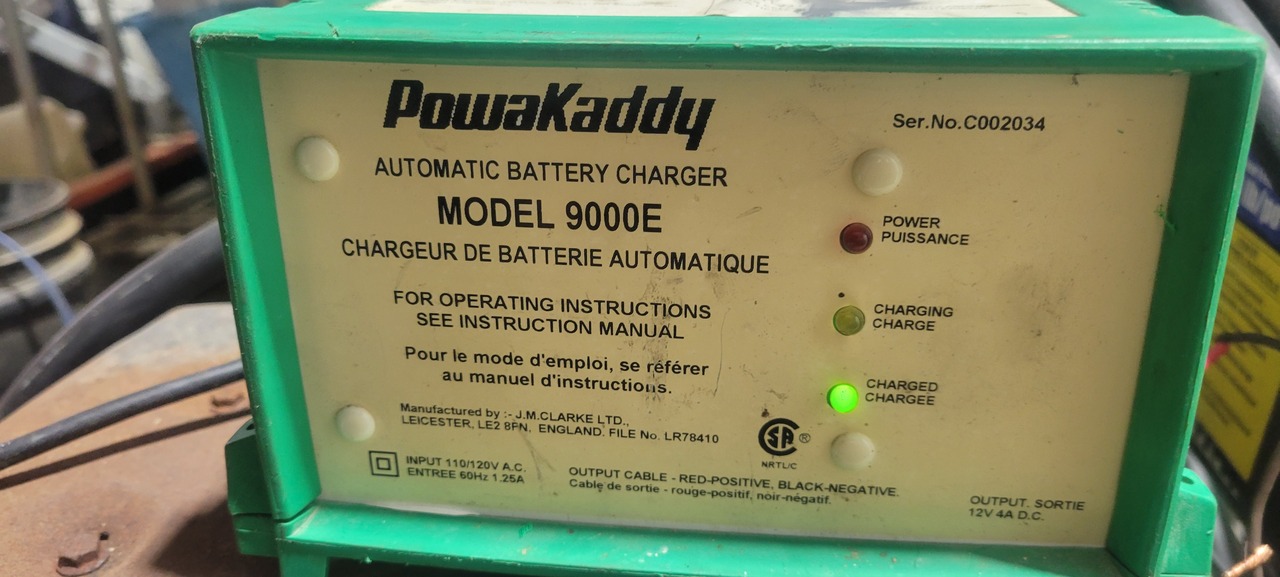 PowaKaddy
Ser.No.C002034
AUTOMATIC BATTERY CHARGER
MODEL 9000E
CHARGEUR DE BATTERIE AUTOMATIQUE
POWER
PUISSANCE
FOR OPERATING INSTRUCTIONS
SEE INSTRUCTION MANUAL
CHARGING
CHARGE
Pour le mode d'emploi, se référer
au manuel d'instructions.
CHARGED
CHARGEE
Manufactured by :- J.M.CLARKE LTD.,
LEICESTER, LE2 8PN, ENGLAND. FILE No. LR78410
SA ®
NRTL/C
INPUT 110/120V A.C.
ENTREE 60Hz 1.25A
OUTPUT CABLE - RED-POSITIVE, BLACK-NEGATIVE.
Cable de sortie - rouge-positif, noir-négatif.
OUTPUT. SORTIE
12V 4A D.C.